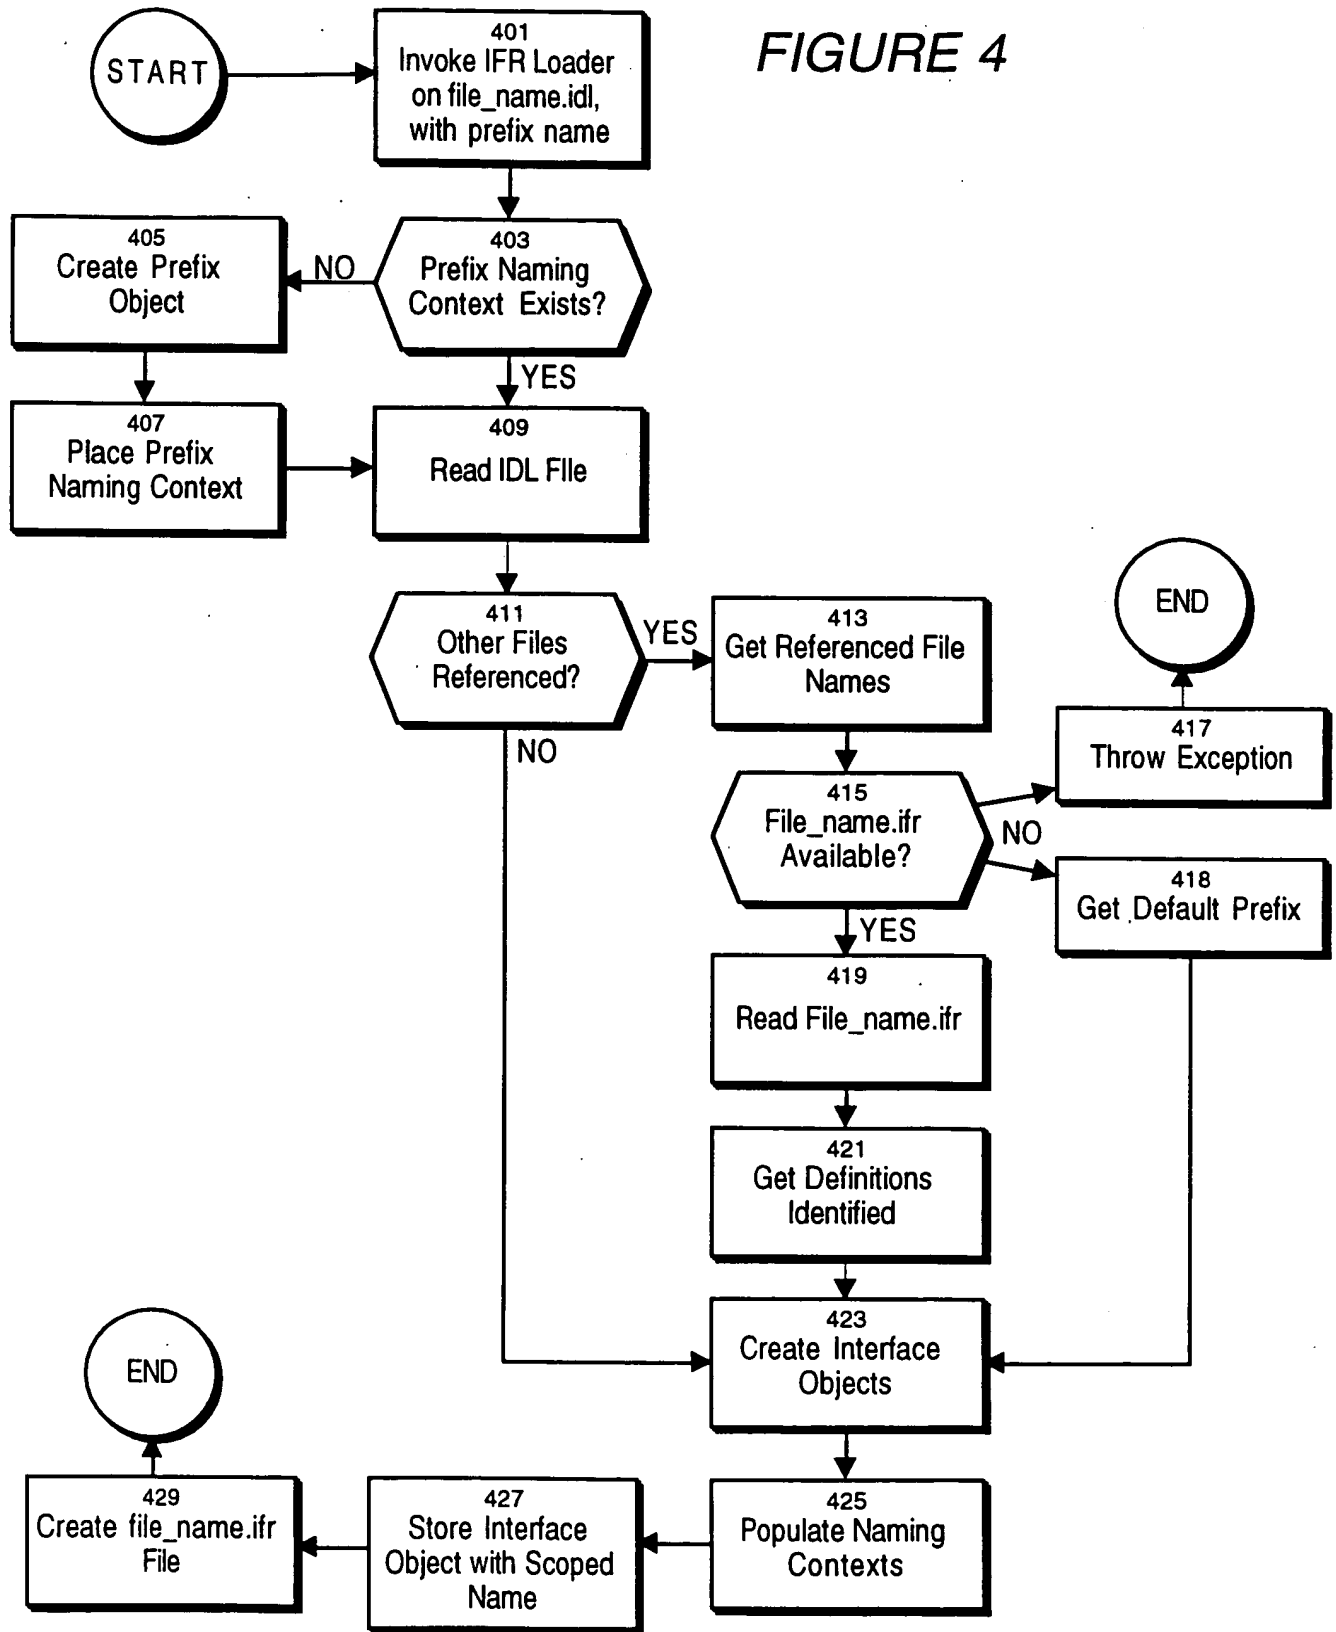 FIGURE 4
START
401
Invoke IFR Loader
on file_name.idl,
with prefix name
403
Prefix Naming
Context Exists?
NO
405
Create Prefix
Object
YES
407
Place Prefix
Naming Context
409
Read IDL FIle
411
Other Files
Referenced?
YES
413
Get Referenced File
Names
NO
END
417
Throw Exception
415
File_name.ifr
Available?
NO
418
Get Default Prefix
YES
419
Read File_name.ifr
421
Get Definitions
Identified
423
Create Interface
Objects
425
Populate Naming
Contexts
427
Store Interface
Object with Scoped
Name
429
Create file_name.ifr
File
END